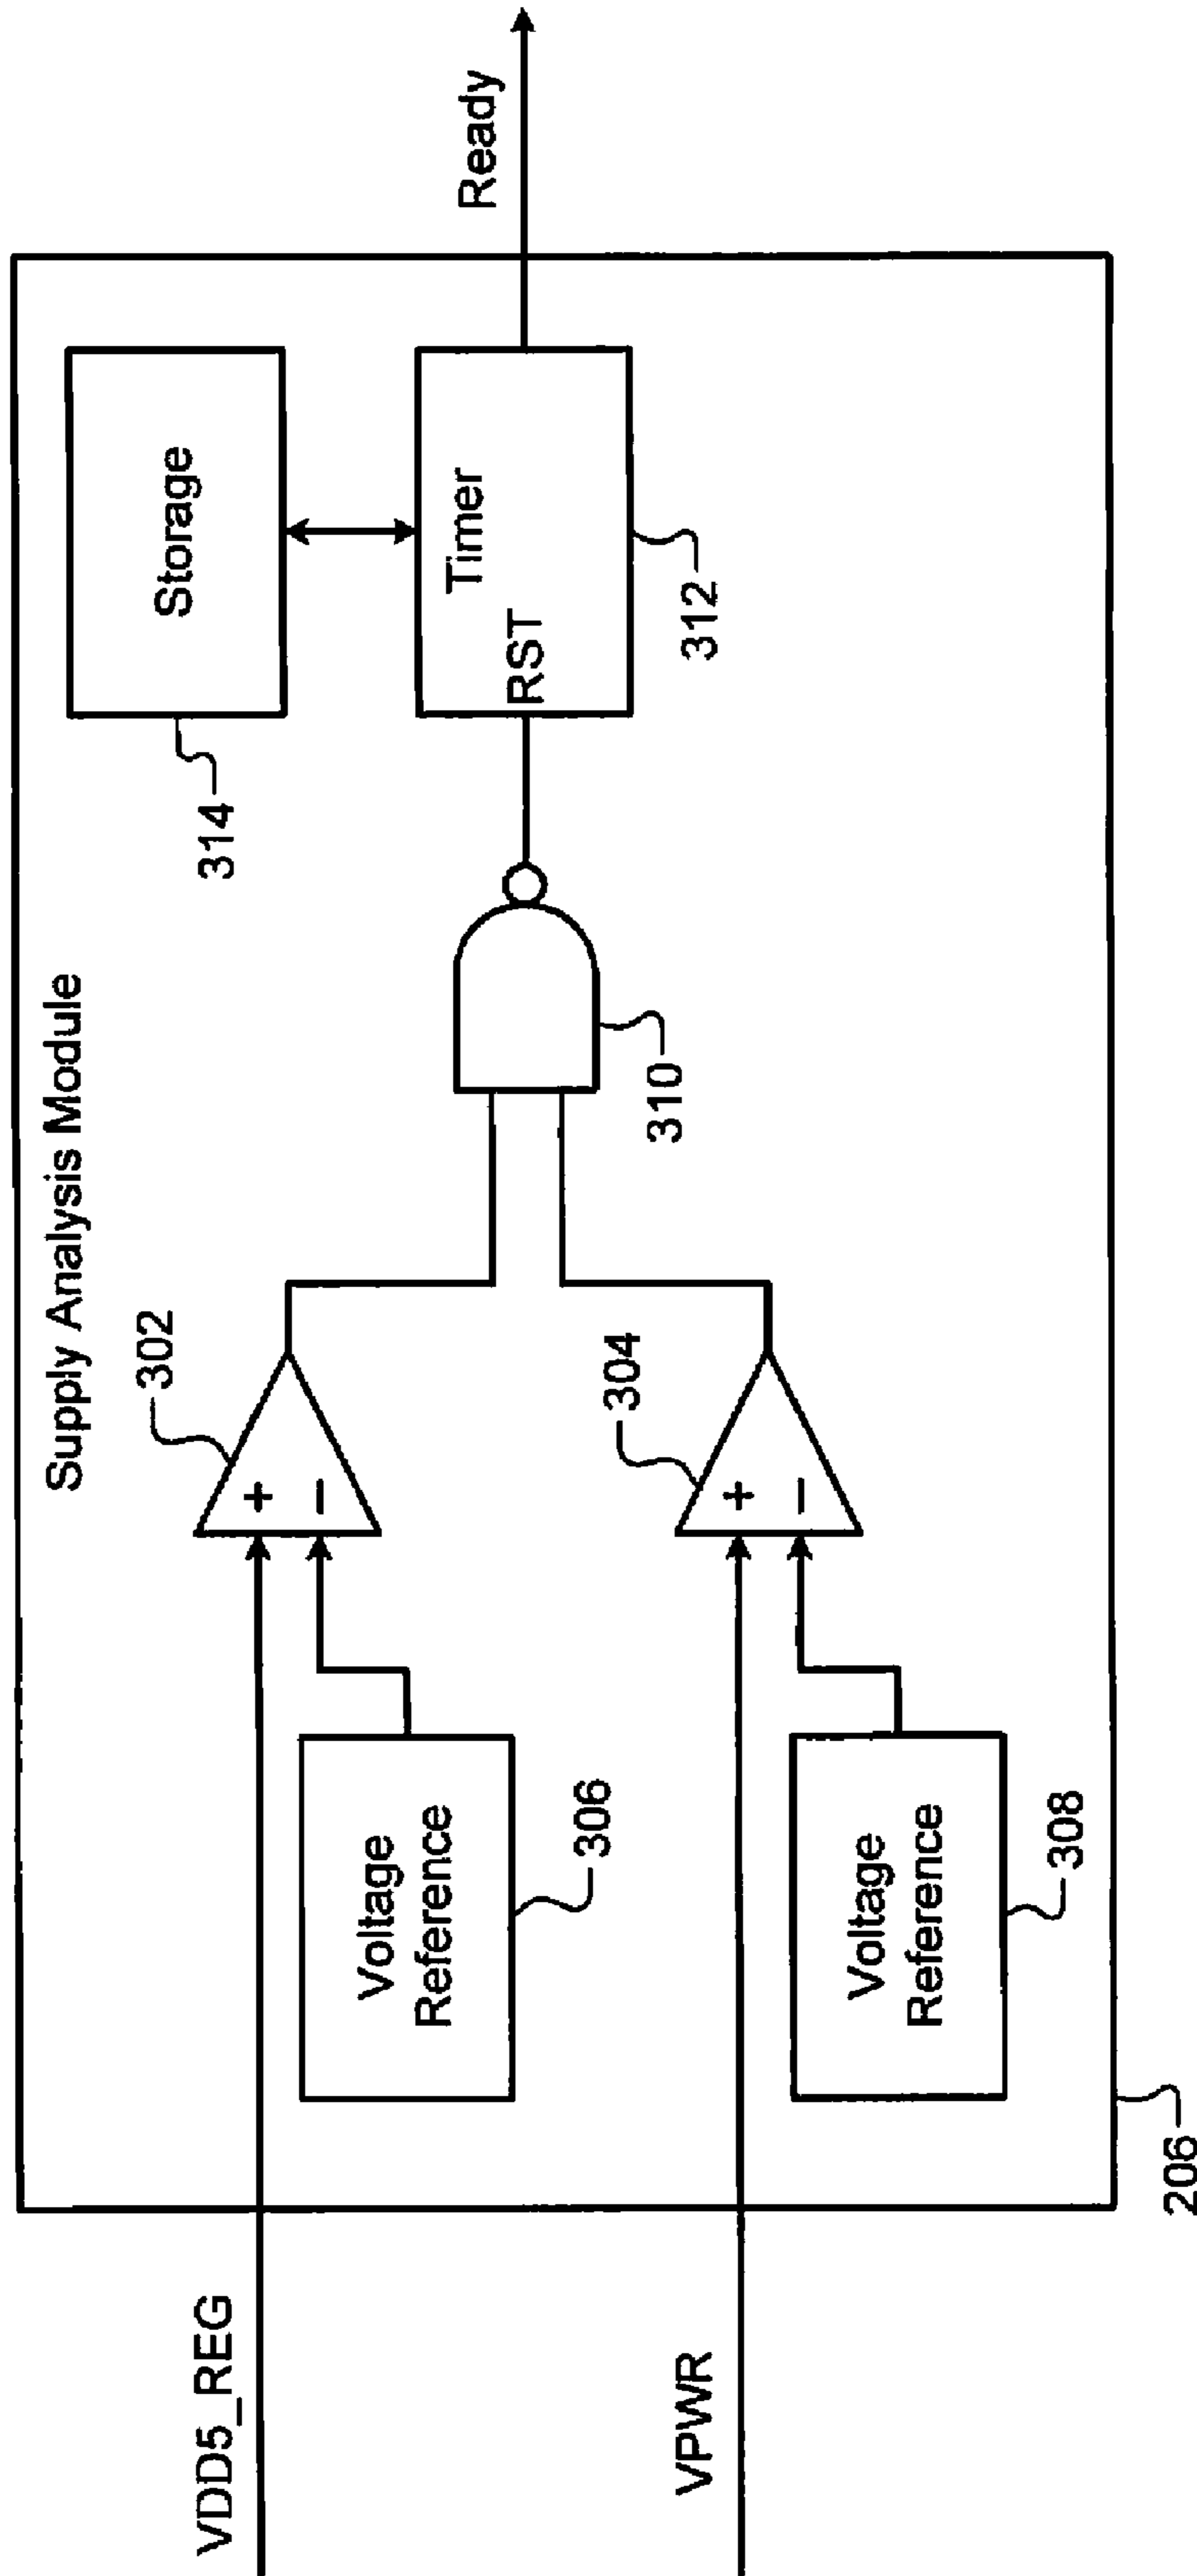 Supply Analysis Module
VDD5_REG
302
Storage
+
−
314
Voltage
Reference
306
Timer
RST
Ready
310
312
VPWR
304
+
−
Voltage
Reference
308
206